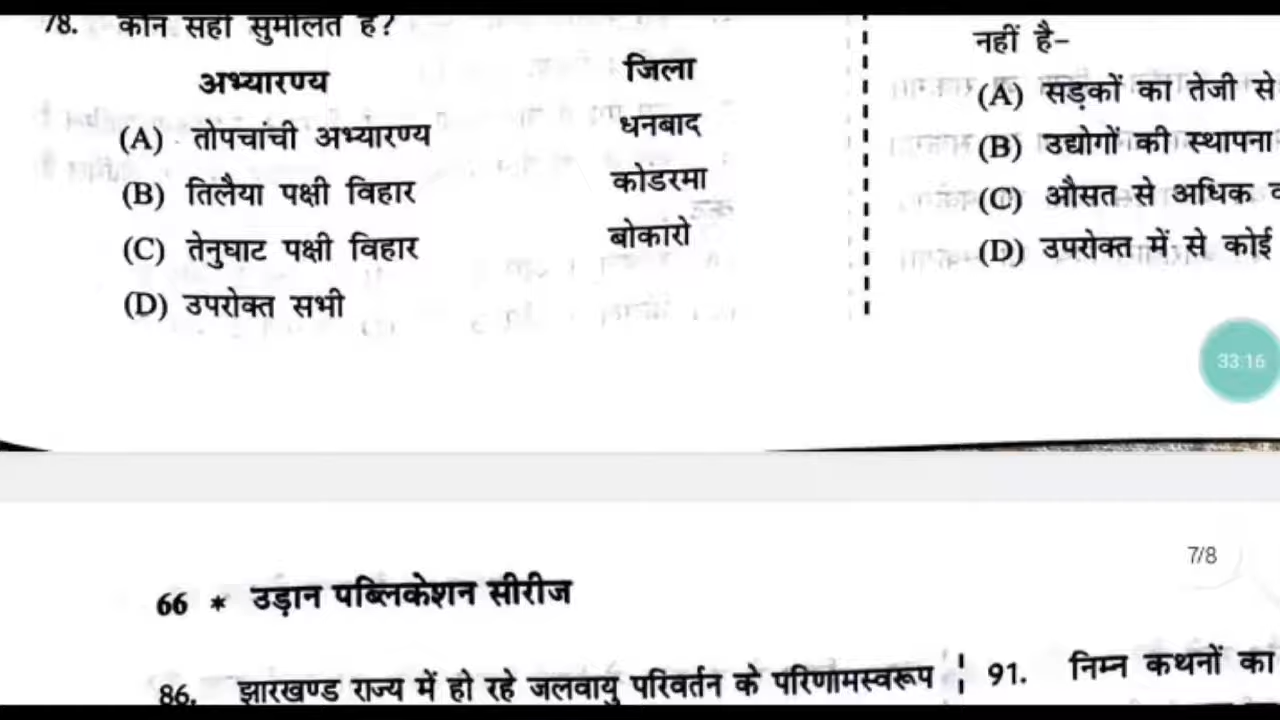 78. कौन सही सुमेलित है?
अभ्यारण्य जिला
(A) तोपचांची अभ्यारण्य धनबाद
(B) तिलैया पक्षी विहार कोडरमा
(C) तेनुघाट पक्षी विहार बोकारो
(D) उपरोक्त सभी
नहीं है-
(A) सड़कों का तेजी से
(B) उद्योगों की स्थापना
(C) औसत से अधिक
(D) उपरोक्त में से कोई
33:16
7/8
66 * उड़ान पब्लिकेशन सीरीज
86. झारखण्ड राज्य में हो रहे जलवायु परिवर्तन के परिणामस्वरूप
91. निम्न कथनों का